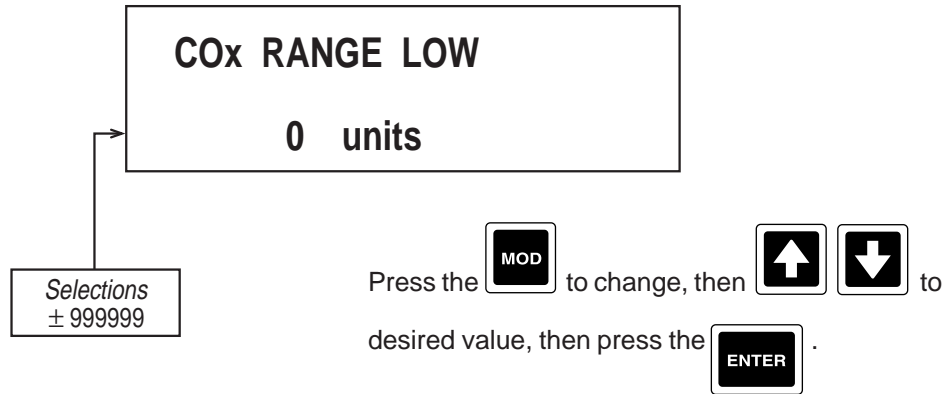 COx RANGE LOW
0 units
Selections
± 999999
Press the MOD to change, then to
desired value, then press the ENTER .